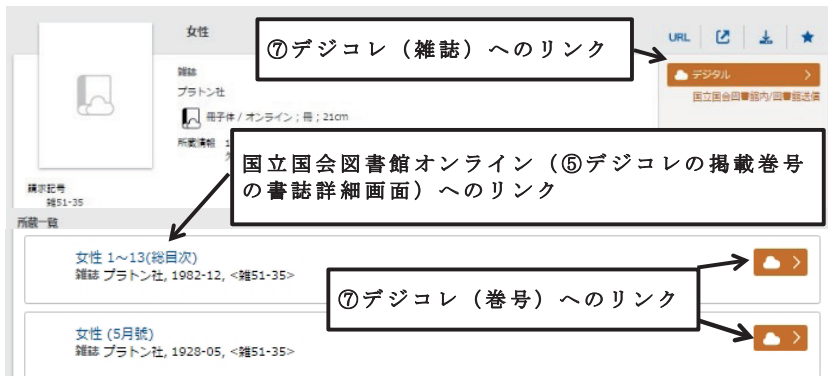 女性
⑦デジコレ（雑誌）へのリンク
URL
雑誌
プラトン社
冊子体 / オンライン ; 冊 ; 21cm
所蔵情報
デジタル
国立国会図■館内/図■館送信
国立国会図書館オンライン（⑤デジコレの掲載巻号
の書誌詳細画面）へのリンク
請求記号
雑51-35
所蔵一覧
女性 1～13(総目次)
雑誌 プラトン社, 1982-12, <雑51-35>
⑦デジコレ（巻号）へのリンク
女性 (5月號)
雑誌 プラトン社, 1928-05, <雑51-35>